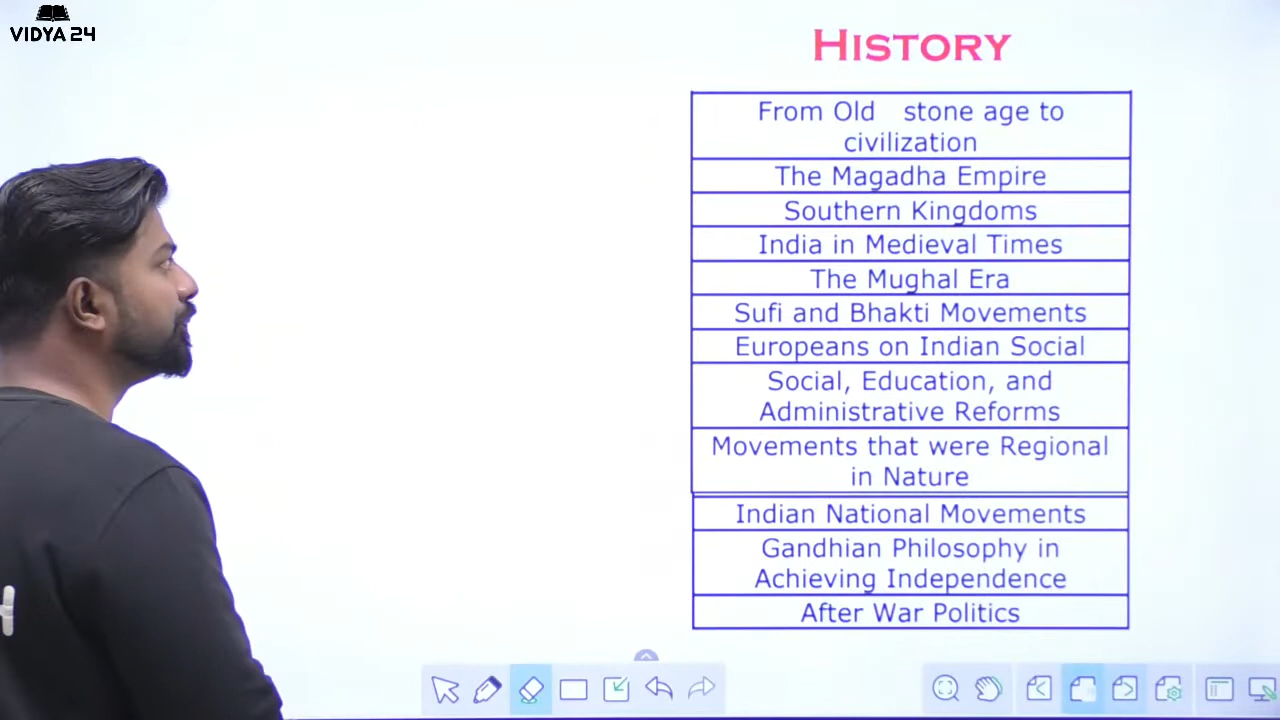 VIDYA 24
HISTORY
From Old stone age to
civilization
The Magadha Empire
Southern Kingdoms
India in Medieval Times
The Mughal Era
Sufi and Bhakti Movements
Europeans on Indian Social
Social, Education, and
Administrative Reforms
Movements that were Regional
in Nature
Indian National Movements
Gandhian Philosophy in
Achieving Independence
After War Politics